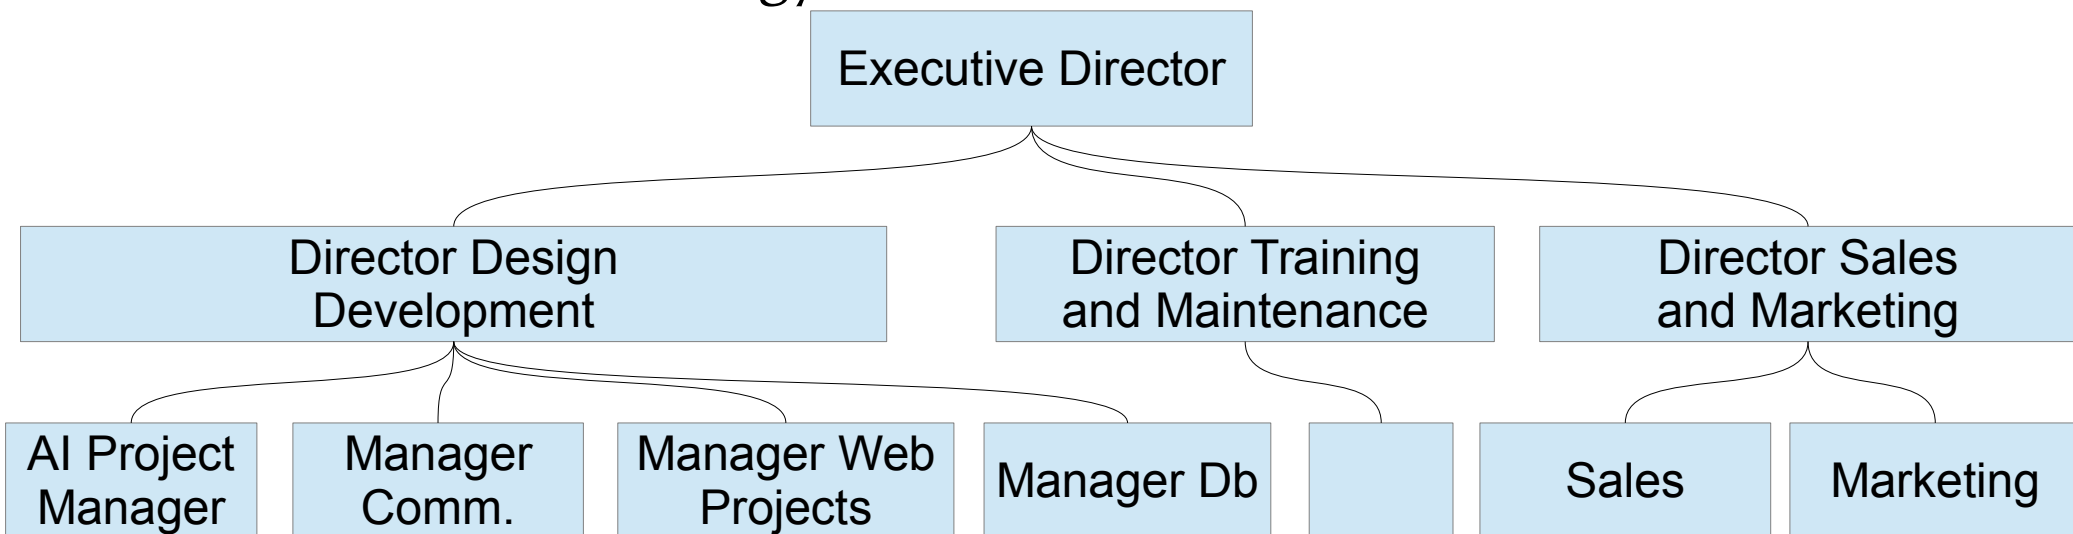 gy
Executive Director
Director Design
Development
Director Training
and Maintenance
Director Sales
and Marketing
AI Project
Manager
Manager
Comm.
Manager Web
Projects
Manager Db
Sales
Marketing